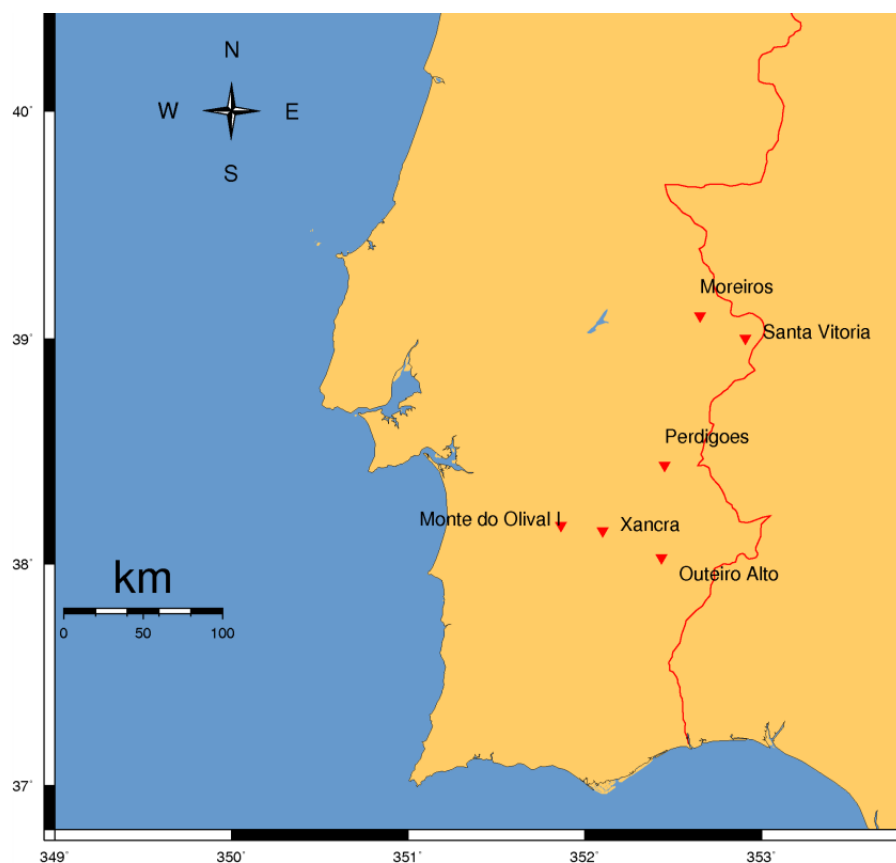 N
W E
S
40°
39°
38°
37°
Moreiros
Santa Vitoria
Perdigoes
Monte do Olival I
Xancra
Outeiro Alto
km
0 50 100
349° 350° 351° 352° 353°